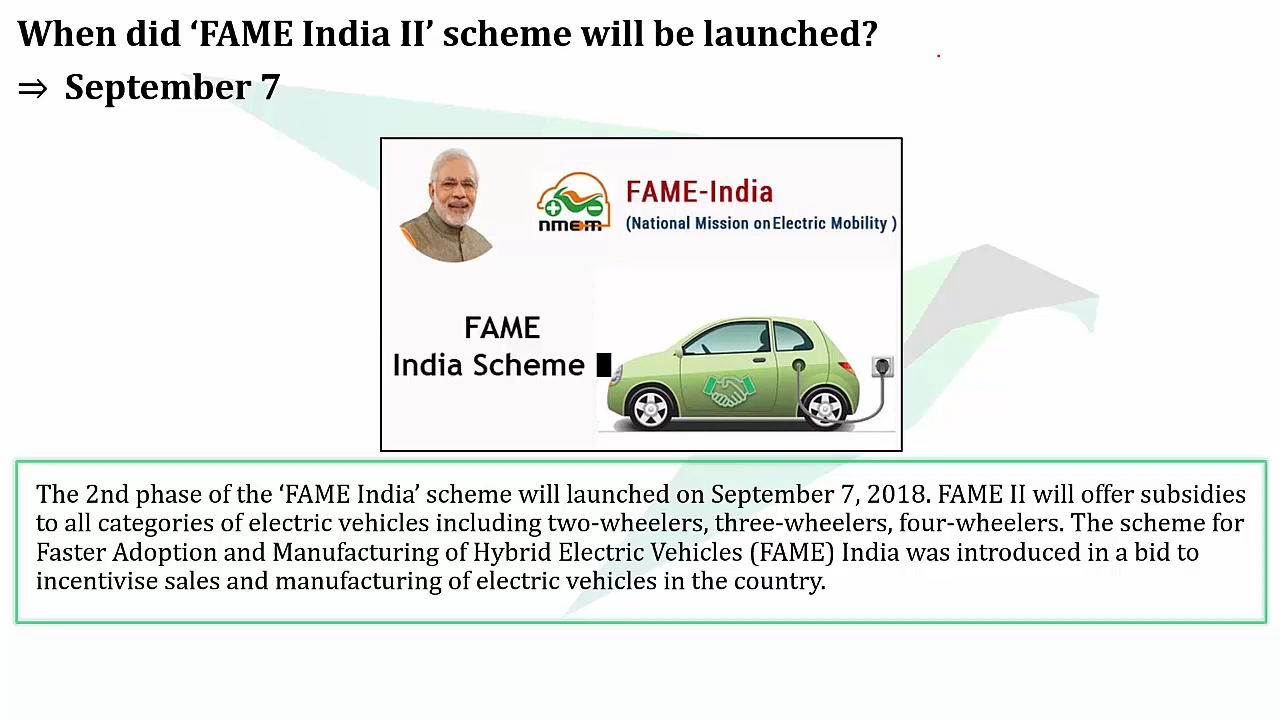 When did ‘FAME India II’ scheme will be launched?
⇒ September 7
FAME-India
nmem
(National Mission on Electric Mobility )
FAME
India Scheme
The 2nd phase of the ‘FAME India’ scheme will launched on September 7, 2018. FAME II will offer subsidies
to all categories of electric vehicles including two-wheelers, three-wheelers, four-wheelers. The scheme for
Faster Adoption and Manufacturing of Hybrid Electric Vehicles (FAME) India was introduced in a bid to
incentivise sales and manufacturing of electric vehicles in the country.